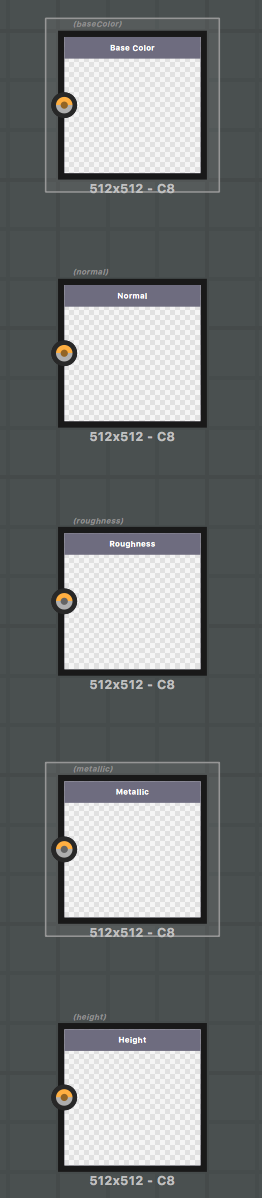 (baseColor)
Base Color
512x512 - C8
(normal)
Normal
512x512 - C8
(roughness)
Roughness
512x512 - C8
(metallic)
Metallic
512x512 - C8
(height)
Height
512x512 - C8